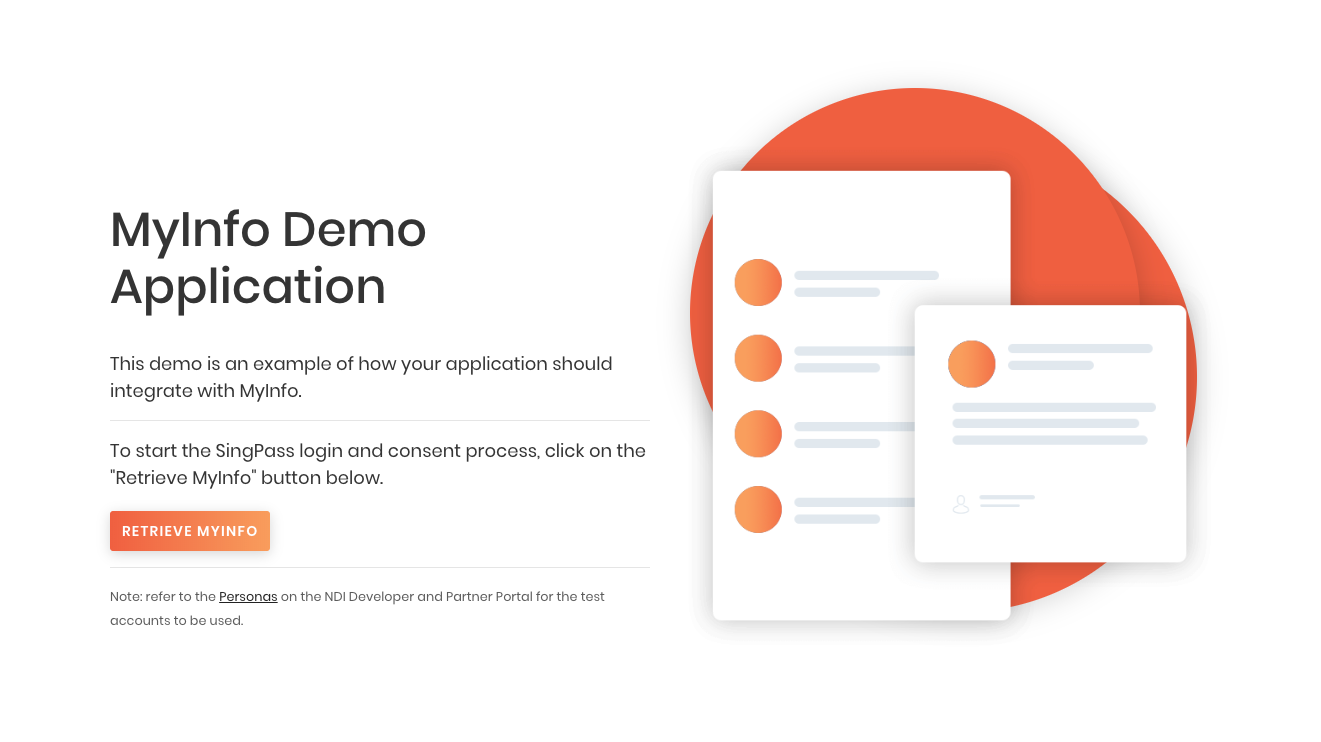 MyInfo Demo
Application
This demo is an example of how your application should
integrate with MyInfo.
To start the SingPass login and consent process, click on the
"Retrieve MyInfo" button below.
RETRIEVE MYINFO
Note: refer to the Personas on the NDI Developer and Partner Portal for the test
accounts to be used.